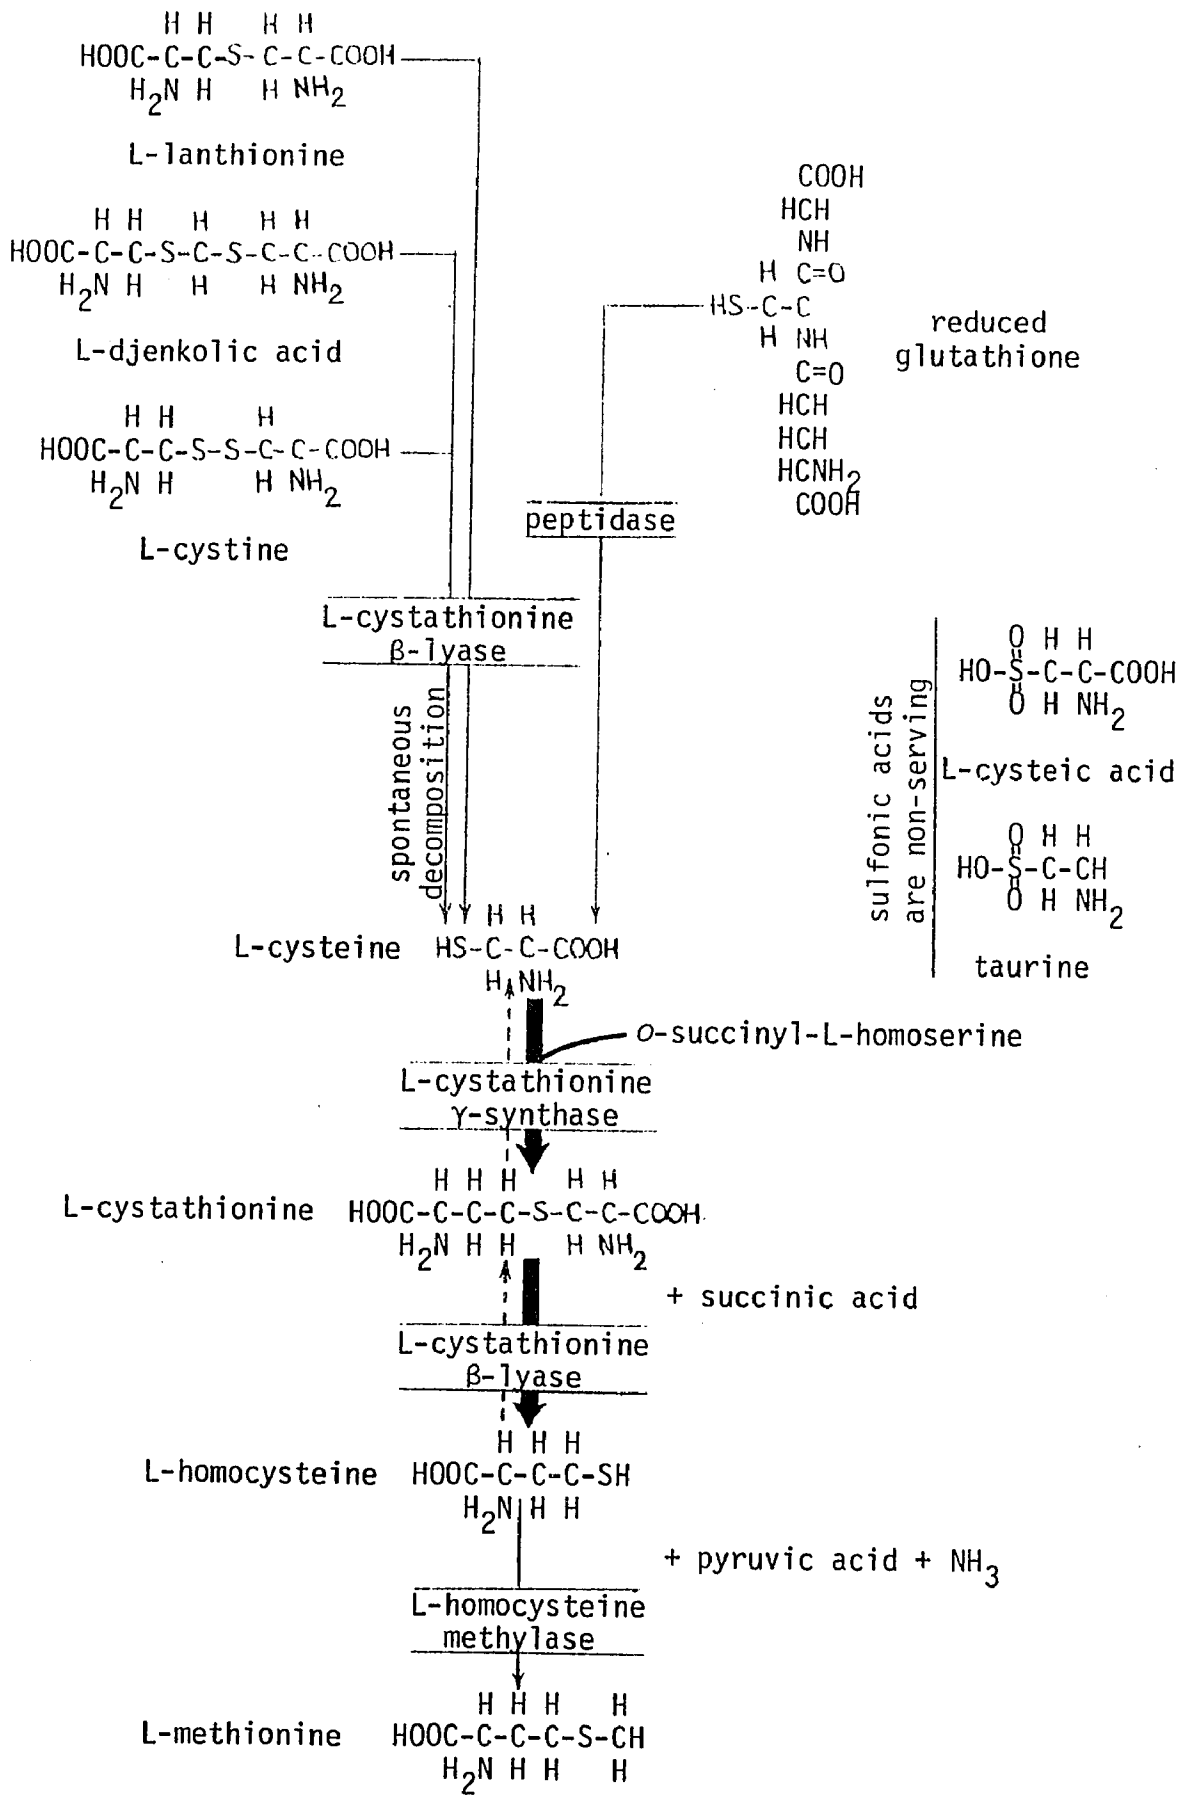 H H H H
HOOC-C-C-S-C-C-COOH
H2N H H NH2
L-lanthionine
H H H H H
HOOC-C-C-S-C-S-C-C-COOH
H2N H H H NH2
L-djenkolic acid
H H H
HOOC-C-C-S-S-C-C-COOH
H2N H H NH2
L-cystine
COOH
HCH
NH
H C=O
HS-C-C
H NH
C=O
HCH
HCH
HCNH2
COOH
reduced
glutathione
peptidase
L-cystathionine
β-lyase
spontaneous
decomposition
sulfonic acids
are non-serving
O H H
HO-S-C-C-COOH
O H NH2
L-cysteic acid
O H H
HO-S-C-CH
O H NH2
taurine
H H
L-cysteine HS-C-C-COOH
H NH2
O-succinyl-L-homoserine
L-cystathionine
γ-synthase
H H H H H
L-cystathionine HOOC-C-C-C-S-C-C-COOH
H2N H H H NH2
+ succinic acid
L-cystathionine
β-lyase
H H H
L-homocysteine HOOC-C-C-C-SH
H2N H H
+ pyruvic acid + NH3
L-homocysteine
methylase
H H H H
L-methionine HOOC-C-C-C-S-CH
H2N H H H